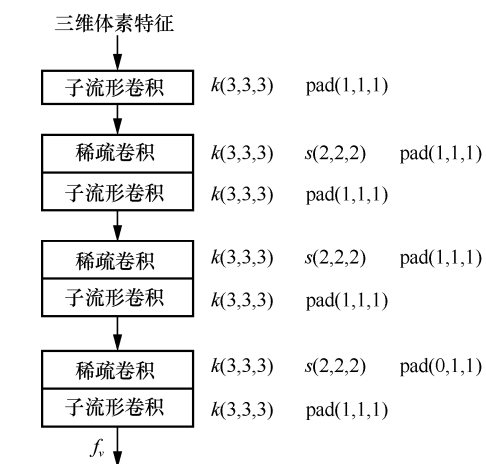 三维体素特征
子流形卷积 k(3,3,3) pad(1,1,1)
稀疏卷积 k(3,3,3) s(2,2,2) pad(1,1,1)
子流形卷积 k(3,3,3) pad(1,1,1)
稀疏卷积 k(3,3,3) s(2,2,2) pad(1,1,1)
子流形卷积 k(3,3,3) pad(1,1,1)
稀疏卷积 k(3,3,3) s(2,2,2) pad(0,1,1)
子流形卷积 k(3,3,3) pad(1,1,1)
fv